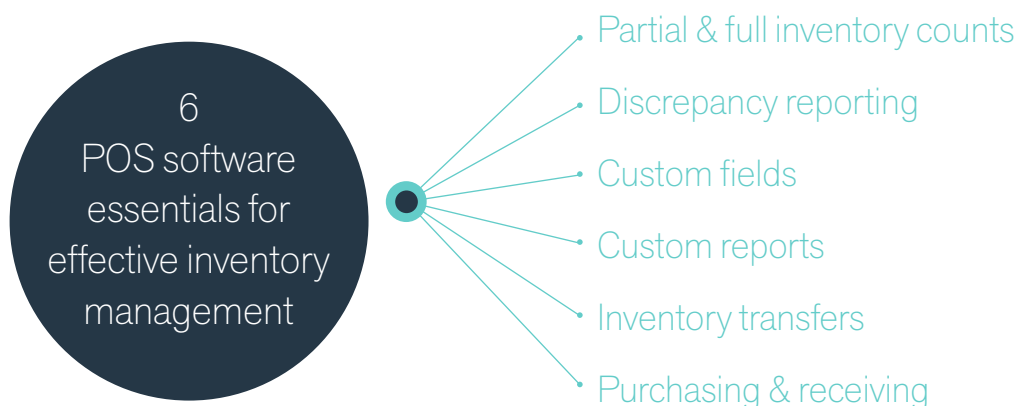 6
POS software
essentials for
effective inventory
management
Partial & full inventory counts
Discrepancy reporting
Custom fields
Custom reports
Inventory transfers
Purchasing & receiving